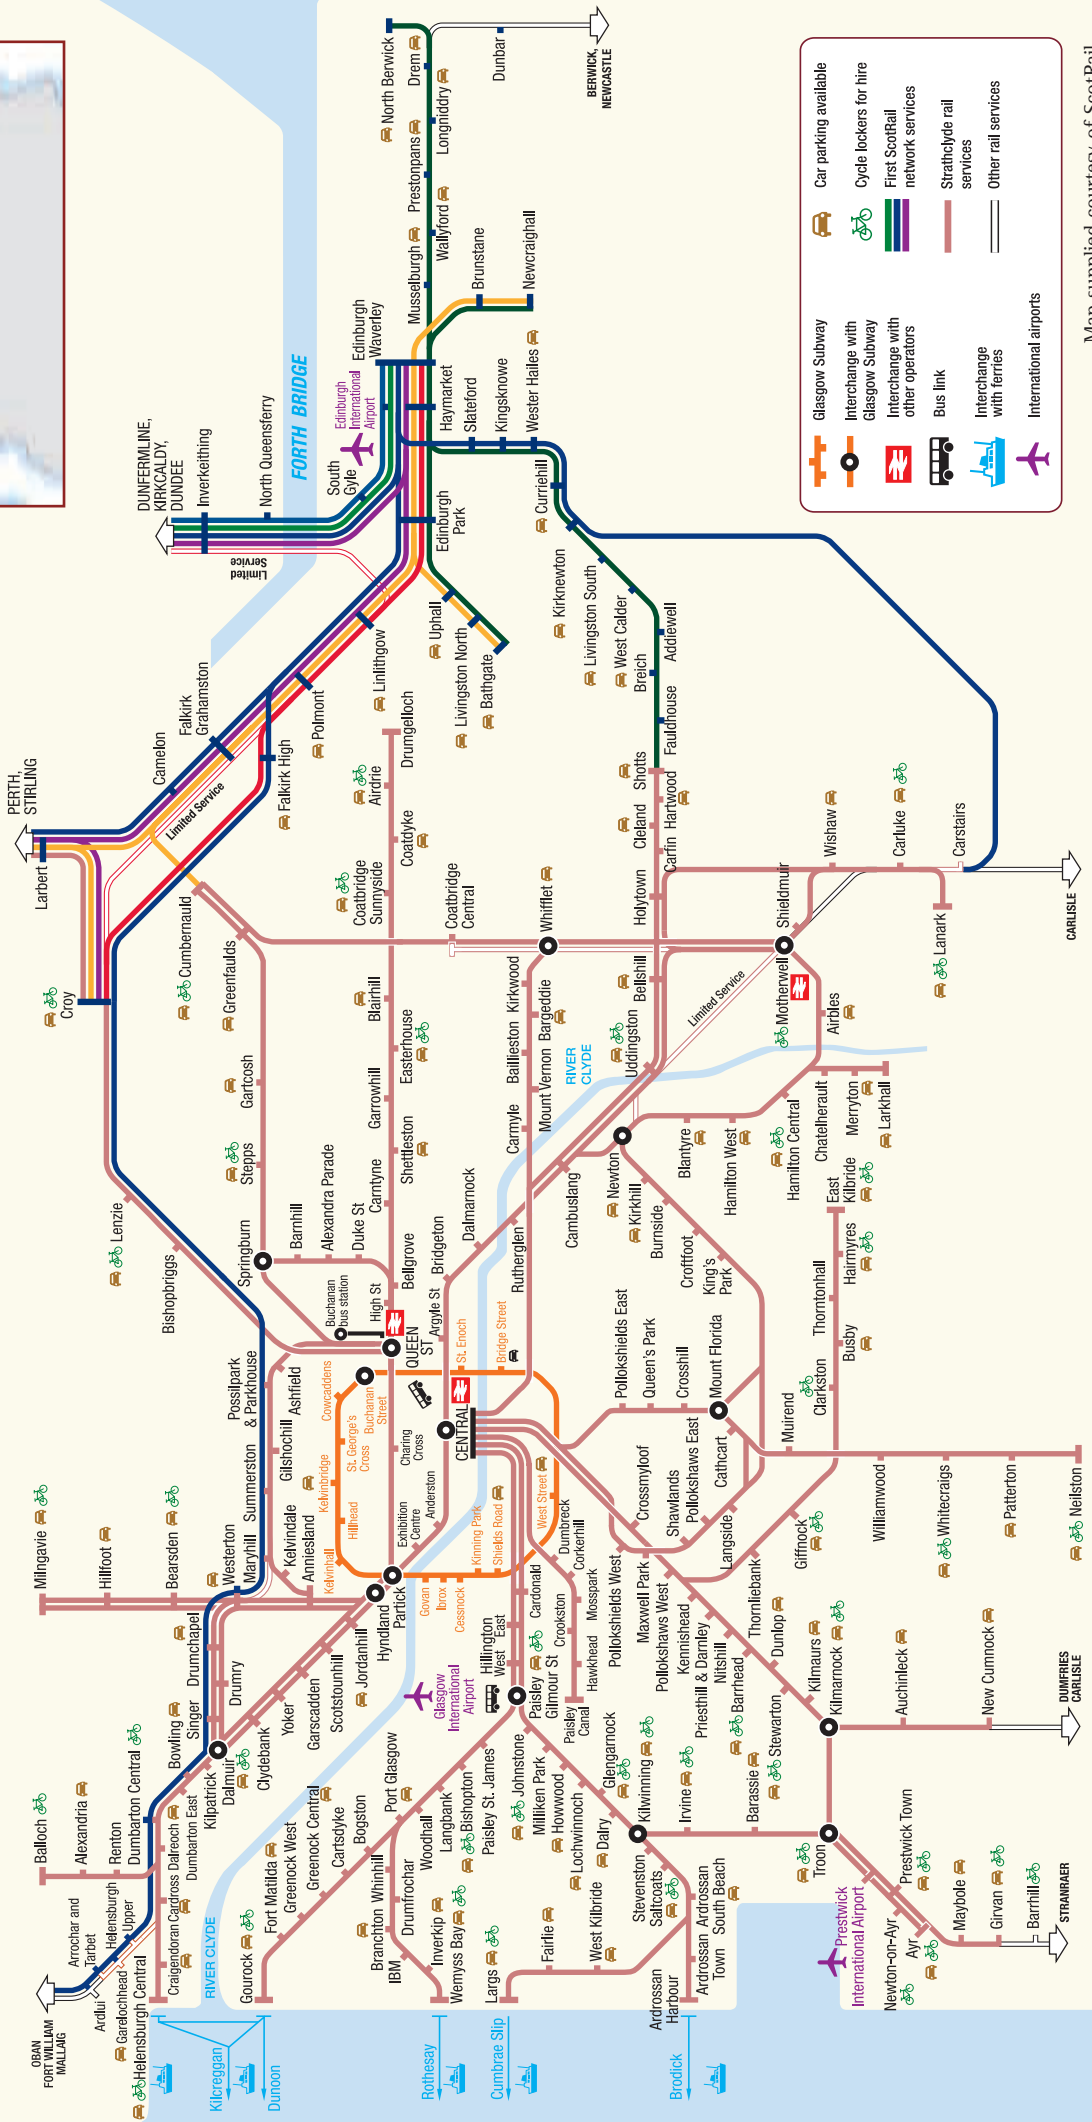 OBAN
FORT WILLIAM
MALLAIG
Ardlui
Arrochar and
Tarbet
Garelochhead
Helensburgh
Upper
Helensburgh Central
Craigendoran
Cardross
Dalreoch
Dumbarton East
Dumbarton Central
Balloch
Alexandria
Renton
Bowling
Kilpatrick
Dalmuir
Singer
Drumry
Drumchapel
Clydebank
Yoker
Garscadden
Scotstounhill
Jordanhill
Hyndland
Partick
Milngavie
Hillfoot
Bearsden
Westerton
Maryhill
Kelvindale
Anniesland
Summerston
Gilshochill
Possilpark
& Parkhouse
Ashfield
Bishopbriggs
Lenzie
Croy
Larbert
PERTH,
STIRLING
Camelon
Falkirk
Grahamston
Limited Service
Falkirk High
Polmont
Linlithgow
DUNFERMLINE,
KIRKCALDY,
DUNDEE
Inverkeithing
North Queensferry
Limited
Service
FORTH BRIDGE
South
Gyle
Edinburgh
International
Airport
Edinburgh
Waverley
Haymarket
Edinburgh
Park
Uphall
Livingston North
Bathgate
Slateford
Kingsknowe
Wester Hailes
Curriehill
Kirknewton
Livingston South
West Calder
Addiewell
Breich
Fauldhouse
Shotts
Hartwood
Cleland
Carfin
Holytown
Bellshill
Uddingston
Musselburgh
Wallyford
Prestonpans
Longniddry
Drem
North Berwick
Dunbar
BERWICK,
NEWCASTLE
Brunstane
Newcraighall
Cumbernauld
Greenfaulds
Gartcosh
Stepps
Springburn
Barnhill
Alexandra Parade
Duke St
Bellgrove
High St
Buchanan
bus station
QUEEN
ST
Charing
Cross
Carntyne
Shettleston
Garrowhill
Easterhouse
Blairhill
Coatbridge
Sunnyside
Coatdyke
Airdrie
Drumgelloch
Coatbridge
Central
Whifflet
Kirkwood
Bargeddie
Baillieston
Mount Vernon
Carmyle
Rutherglen
Dalmarnock
Bridgeton
Argyle St
CENTRAL
Anderston
Exhibition
Centre
Cowcaddens
St. George's
Cross
Buchanan
Street
Kelvinbridge
Hillhead
Kelvinhall
Govan
Ibrox
Cessnock
Kinning Park
Shields Road
West Street
Bridge Street
St. Enoch
RIVER
CLYDE
Cambuslang
Newton
Kirkhill
Burnside
Croftfoot
King's
Park
Blantyre
Hamilton West
Hamilton Central
Chatelherault
Merryton
Larkhall
Airbles
Motherwell
Limited Service
Shieldmuir
Wishaw
Carluke
Carstairs
Lanark
CARLISLE
Pollokshields East
Queen's Park
Crosshill
Mount Florida
Cathcart
Pollokshaws East
Shawlands
Crossmyloof
Maxwell Park
Pollokshields West
Langside
Muirend
Williamwood
Whitecraigs
Patterton
Neilston
Clarkston
Busby
Thorntonhall
Hairmyres
East
Kilbride
Giffnock
Thornliebank
Pollokshaws West
Kennishead
Priesthill & Darnley
Nitshill
Barrhead
Dunlop
Stewarton
Kilmaurs
Kilmarnock
Auchinleck
New Cumnock
DUMFRIES
CARLISLE
Dunbreck
Corkerhill
Mosspark
Crookston
Hawkhead
Paisley
Canal
Cardonald
Hillington
West
East
Paisley
Gilmour St
Glasgow
International
Airport
Paisley St. James
Bishopton
Langbank
Woodhall
Port Glasgow
Bogston
Cartsdyke
Greenock Central
Greenock West
Fort Matilda
Gourock
Whinhill
Drumfrochar
Branchton
IBM
Inverkip
Wemyss Bay
Johnstone
Milliken Park
Howwood
Lochwinnoch
Glengarnock
Dalry
Kilwinning
Stevenston
Saltcoats
Ardrossan
South Beach
Ardrossan
Town
Ardrossan
Harbour
West Kilbride
Fairlie
Largs
Irvine
Barassie
Troon
Prestwick
International Airport
Prestwick Town
Newton-on-Ayr
Ayr
Maybole
Girvan
Barrhill
STRANRAER
RIVER CLYDE
Kilcreggan
Dunoon
Rothesay
Cumbrae Slip
Brodick
Glasgow Subway
Interchange with
Glasgow Subway
Interchange with
other operators
Bus link
Interchange
with ferries
International airports
Car parking available
Cycle lockers for hire
First ScotRail
network services
Strathclyde rail
services
Other rail services
Map supplied courtesy of ScotRail